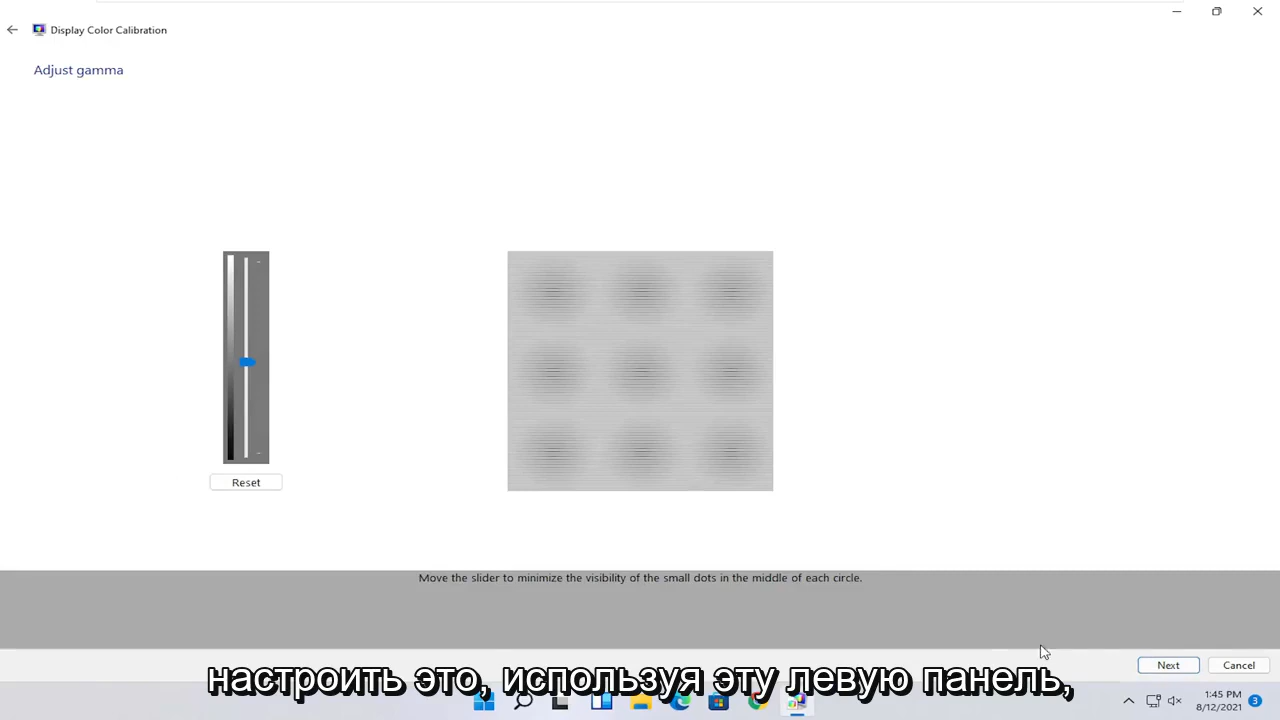 Display Color Calibration
Adjust gamma
Reset
Move the slider to minimize the visibility of the small dots in the middle of each circle.
Next
Cancel
настроить это, используя эту левую панель,
1:45 PM
8/12/2021
3